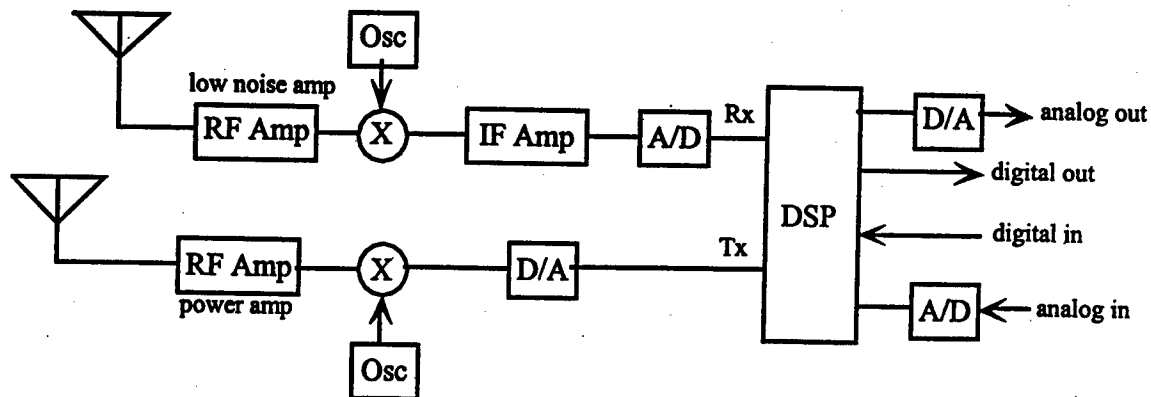 Osc
low noise amp
RF Amp
X
IF Amp
A/D
Rx
D/A
analog out
digital out
DSP
digital in
Tx
RF Amp
power amp
X
D/A
A/D
analog in
Osc